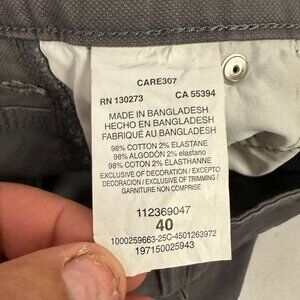 CARE307
RN 130273 CA 55394
MADE IN BANGLADESH
HECHO EN BANGLADESH
FABRIQUÉ AU BANGLADESH
98% COTTON 2% ELASTANE
98% ALGODÓN 2% elastano
98% COTON 2% ÉLASTHANNE
EXCLUSIVE OF DECORATION / EXCEPTO
DECORACION / EXCLUSIVE OF TRIMMING /
GARNITURE NON COMPRISE
112369047
40
1000259663-25C-4501263972
197150025943